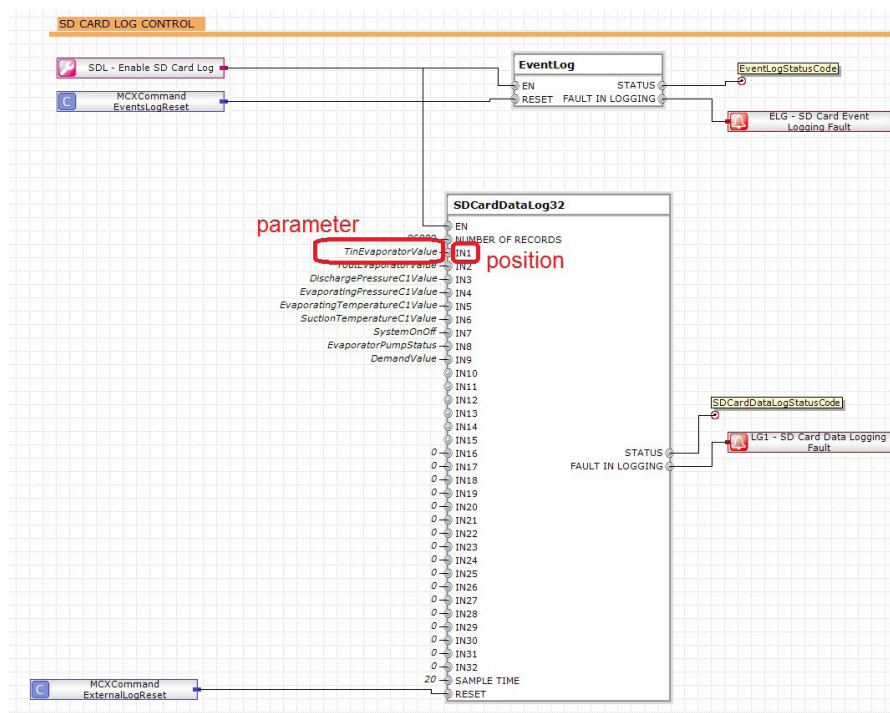 SD CARD LOG CONTROL
SDL - Enable SD Card Log
MCXCommand
EventsLogReset
EventLog
EN
STATUS
RESET
FAULT IN LOGGING
EventLogStatusCode
ELG - SD Card Event
Logging Fault
SDCardDataLog32
parameter
EN
NUMBER OF RECORDS
TinEvaporatorValue
IN1
position
ToutEvaporatorValue
IN2
DischargePressureC1Value
IN3
EvaporatingPressureC1Value
IN4
EvaporatingTemperatureC1Value
IN5
SuctionTemperatureC1Value
IN6
SystemOnOff
IN7
EvaporatorPumpStatus
IN8
DemandValue
IN9
IN10
IN11
IN12
IN13
IN14
IN15
SDCardDataLogStatusCode
LG1 - SD Card Data Logging
Fault
0
IN16
STATUS
0
IN17
FAULT IN LOGGING
0
IN18
0
IN19
0
IN20
0
IN21
0
IN22
0
IN23
0
IN24
0
IN25
0
IN26
0
IN27
0
IN28
0
IN29
0
IN30
0
IN31
0
IN32
20
SAMPLE TIME
RESET
MCXCommand
ExternalLogReset